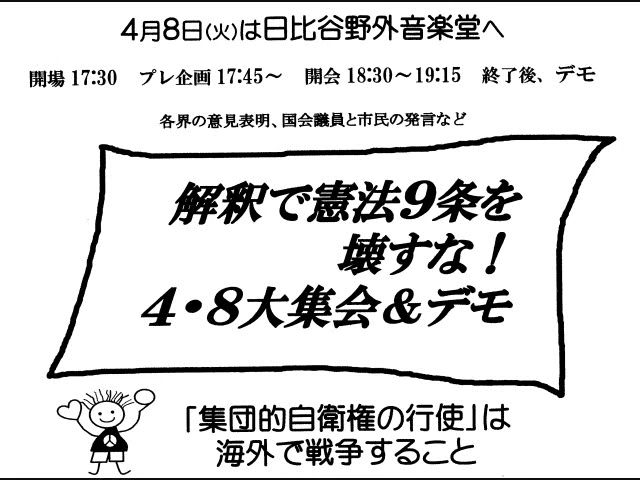 4月8日(火)は日比谷野外音楽堂へ
開場 17:30 プレ企画 17:45～ 開会 18:30～19:15 終了後、デモ
各界の意見表明、国会議員と市民の発言など
解釈で憲法9条を
壊すな！
4・8大集会＆デモ
「集団的自衛権の行使」は
海外で戦争すること